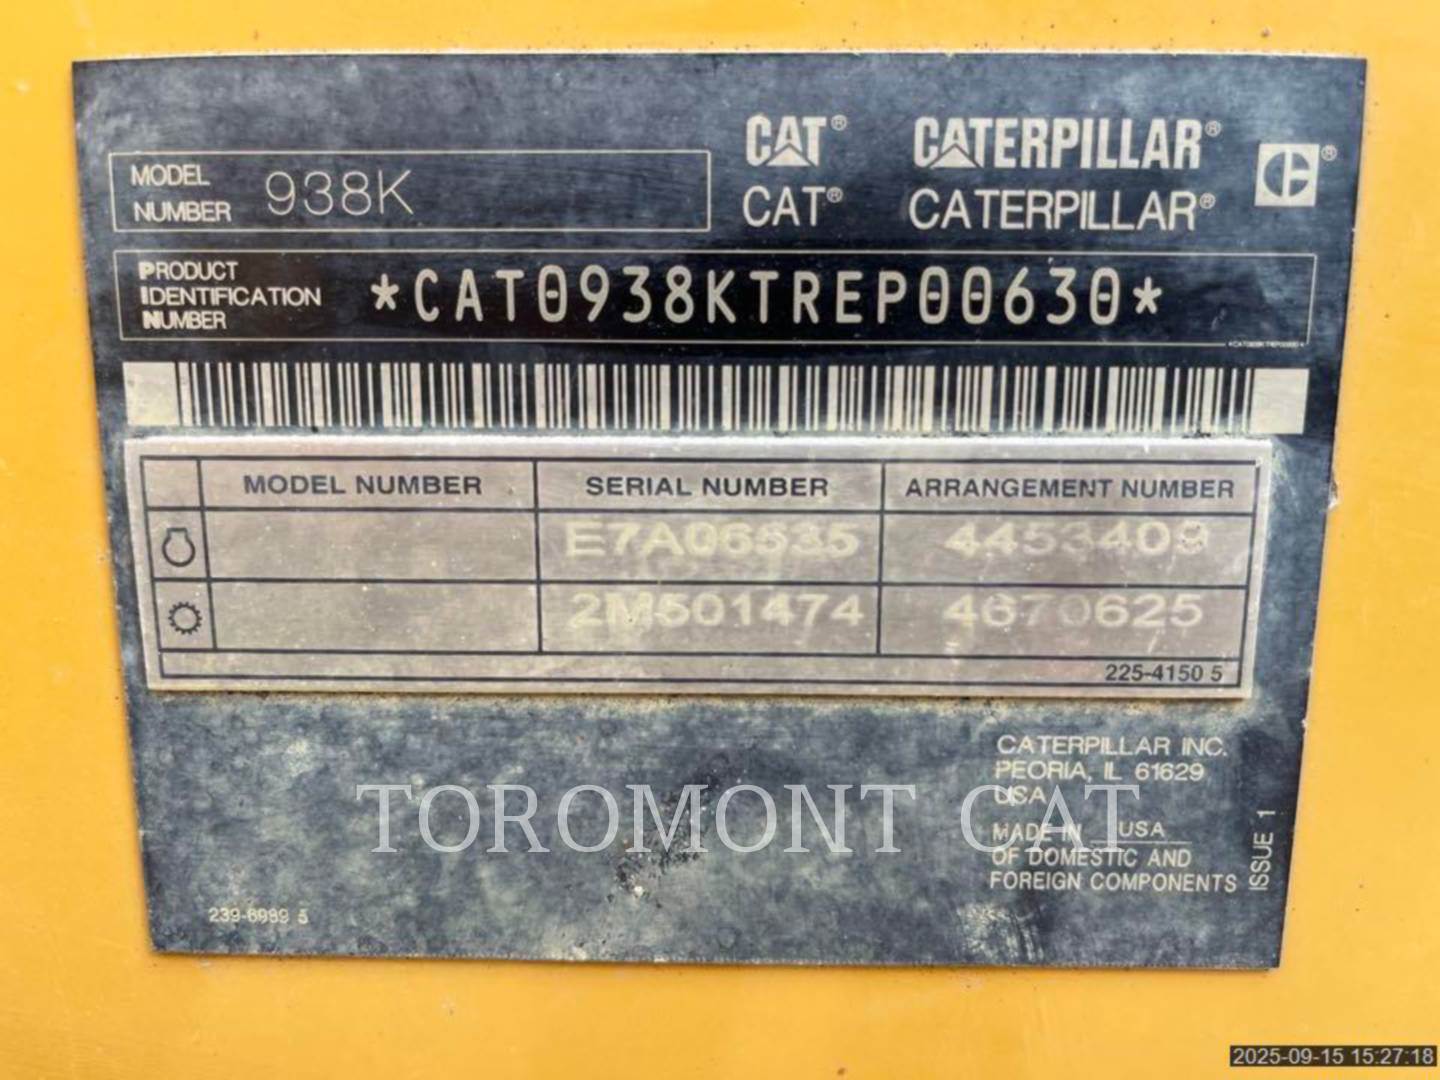 CAT® CATERPILLAR®
MODEL NUMBER 938K
CAT® CATERPILLAR®
PRODUCT IDENTIFICATION NUMBER *CAT0938KTREP00630*
MODEL NUMBER SERIAL NUMBER ARRANGEMENT NUMBER
E7A06535 4453409
2M501474 4670625
225-4150 5
CATERPILLAR INC.
PEORIA, IL 61629
USA
TOROMONT CAT
MADE IN USA
OF DOMESTIC AND
FOREIGN COMPONENTS
ISSUE 1
239-6989 5
2025-09-15 15:27:18